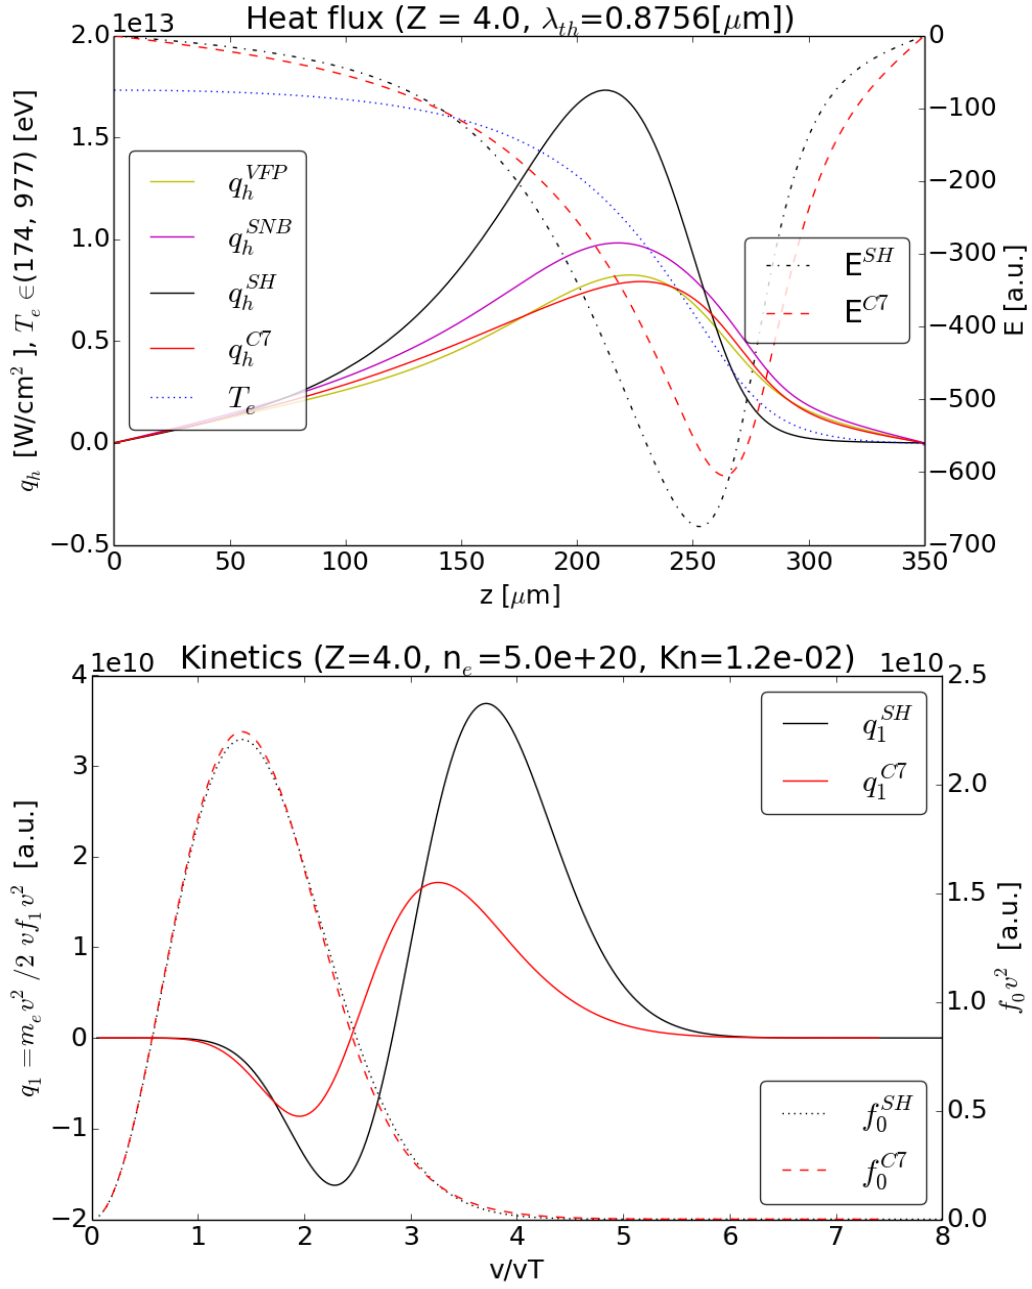 Heat flux (Z = 4.0, λ_th=0.8756[μm])
1e13
2.0
1.5
1.0
0.5
0.0
−0.5
q_h [W/cm²], T_e ∈(174, 977) [eV]
q_h^VFP
q_h^SNB
q_h^SH
q_h^C7
T_e
E^SH
E^C7
0
−100
−200
−300
−400
−500
−600
−700
E [a.u.]
0 50 100 150 200 250 300 350
z [μm]
Kinetics (Z=4.0, n_e=5.0e+20, Kn=1.2e-02)
1e10
1e10
4
3
2
1
0
−1
−2
q_1 = m_e v² /2 v f_1 v² [a.u.]
q_1^SH
q_1^C7
f_0^SH
f_0^C7
2.5
2.0
1.5
1.0
0.5
0.0
f_0 v² [a.u.]
0 1 2 3 4 5 6 7 8
v/vT